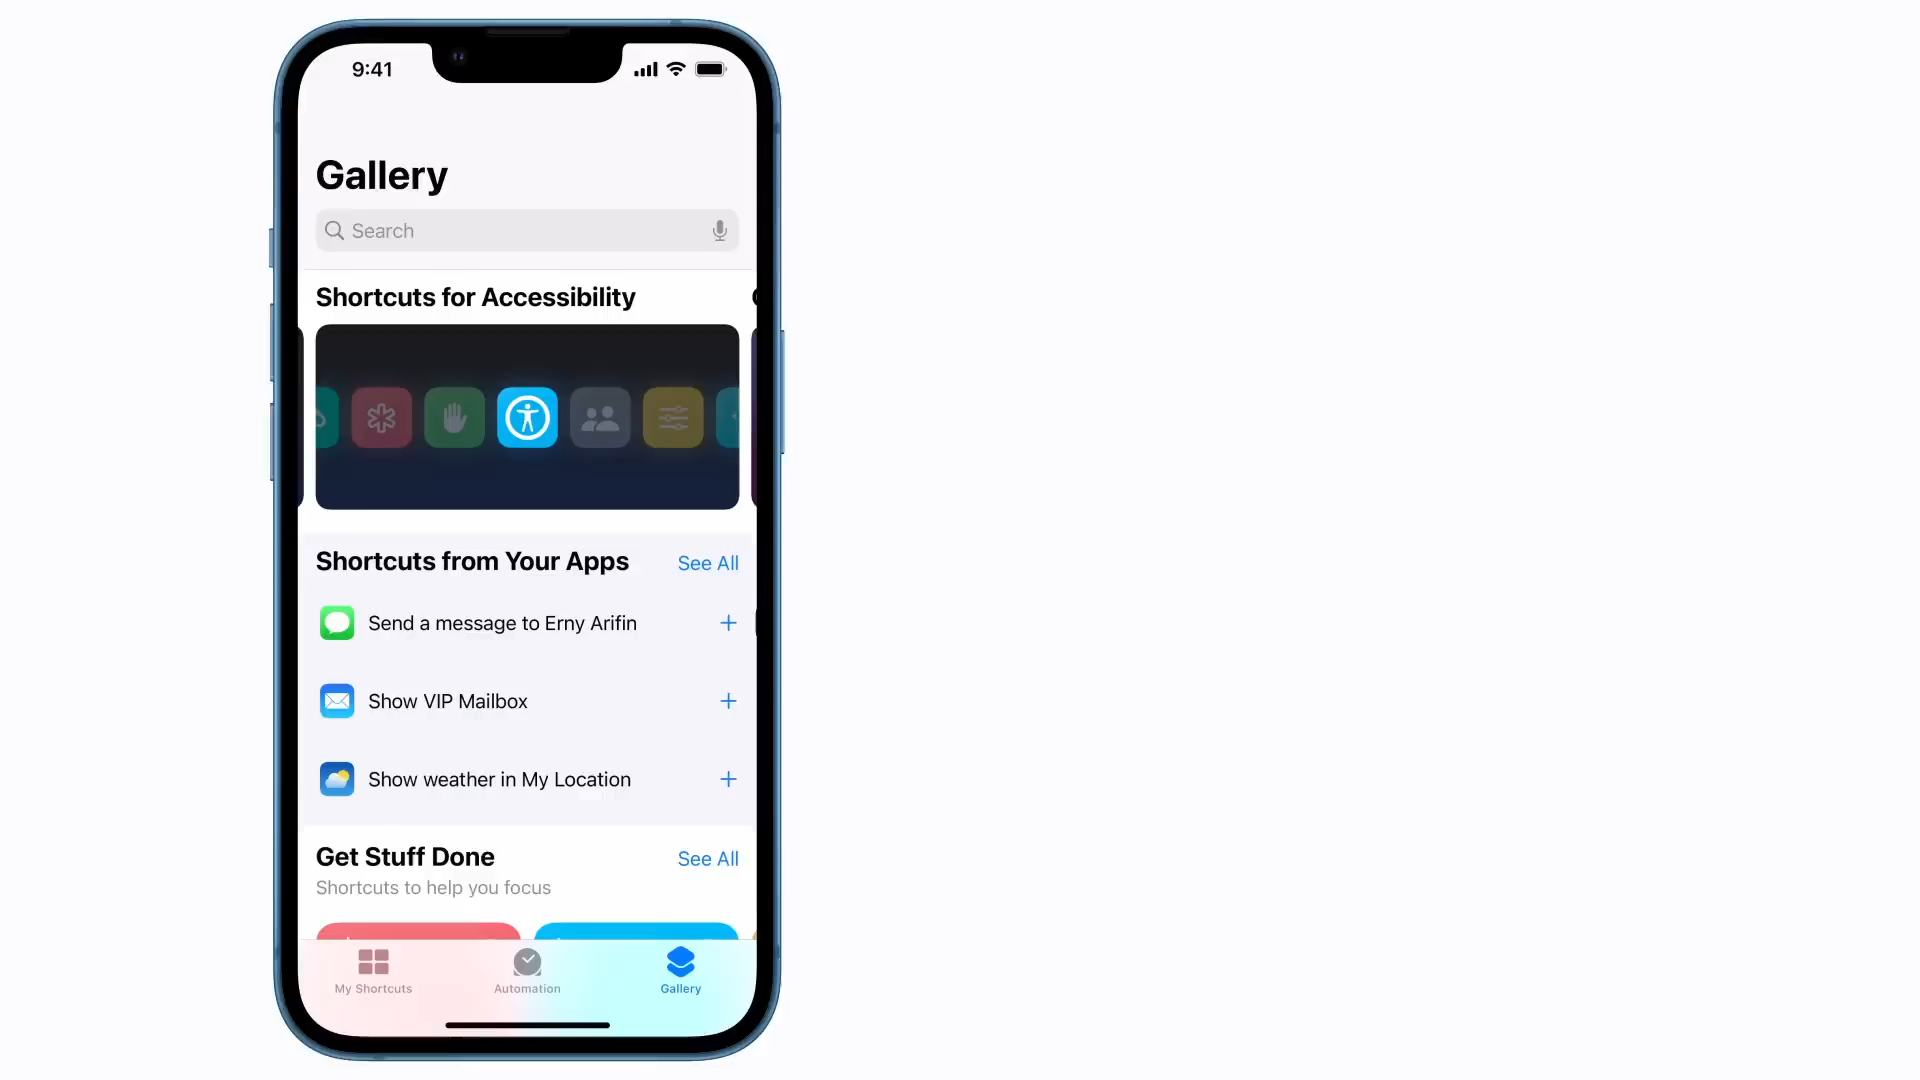 9:41
Gallery
Search
Shortcuts for Accessibility
Shortcuts from Your Apps See All
Send a message to Erny Arifin
Show VIP Mailbox
Show weather in My Location
Get Stuff Done See All
Shortcuts to help you focus
My Shortcuts Automation Gallery